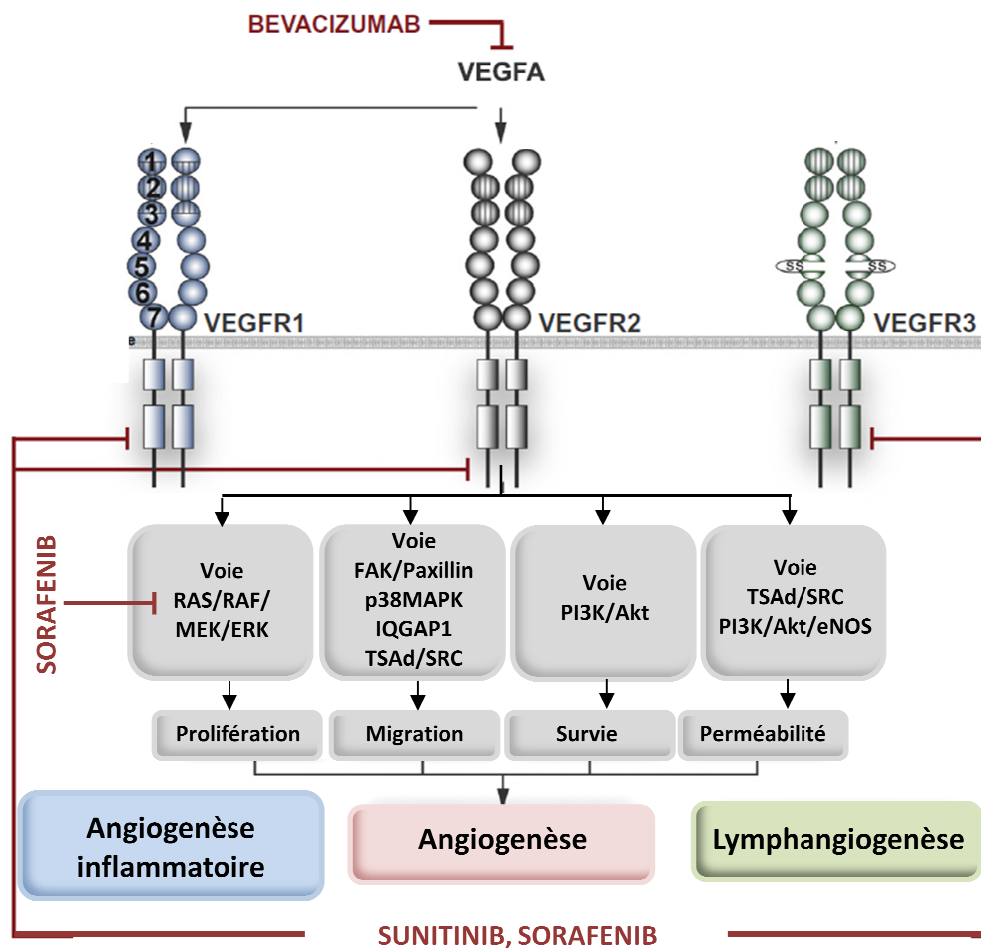 BEVACIZUMAB
VEGFA
1
2
3
4
5
6
7
SS
SS
VEGFR1
VEGFR2
VEGFR3
e
SORAFENIB
Voie
RAS/RAF/
MEK/ERK
Voie
FAK/Paxillin
p38MAPK
IQGAP1
TSAd/SRC
Voie
PI3K/Akt
Voie
TSAd/SRC
PI3K/Akt/eNOS
Prolifération
Migration
Survie
Perméabilité
Angiogenèse
inflammatoire
Angiogenèse
Lymphangiogenèse
SUNITINIB, SORAFENIB